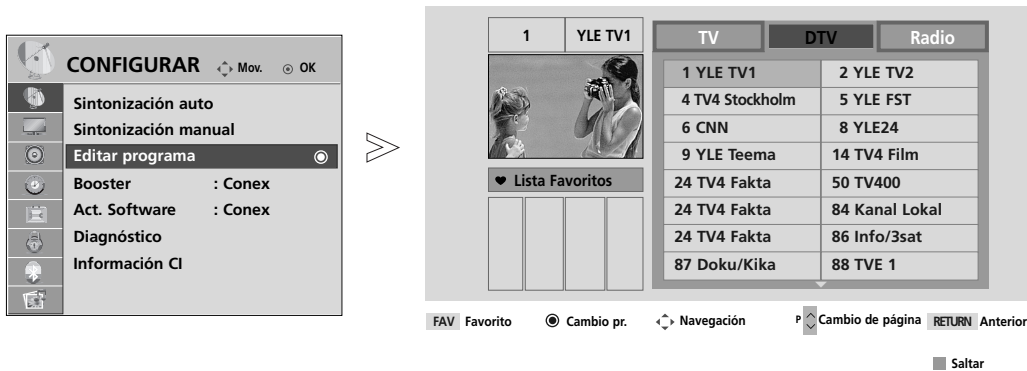 CONFIGURAR Mov. OK
Sintonización auto
Sintonización manual
Editar programa
Booster : Conex
Act. Software : Conex
Diagnóstico
Información CI
1 YLE TV1
Lista Favoritos
TV DTV Radio
1 YLE TV1 2 YLE TV2
4 TV4 Stockholm 5 YLE FST
6 CNN 8 YLE24
9 YLE Teema 14 TV4 Film
24 TV4 Fakta 50 TV400
24 TV4 Fakta 84 Kanal Lokal
24 TV4 Fakta 86 Info/3sat
87 Doku/Kika 88 TVE 1
FAV Favorito Cambio pr. Navegación P Cambio de página RETURN Anterior
Saltar